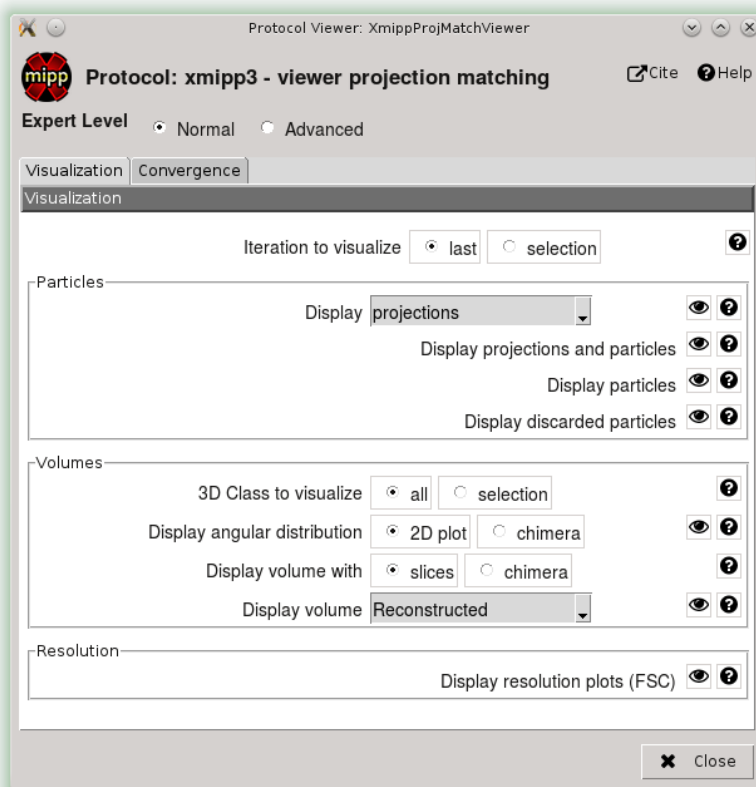 Protocol Viewer: XmippProjMatchViewer
mipp Protocol: xmipp3 - viewer projection matching Cite Help
Expert Level Normal Advanced
Visualization Convergence
Visualization
Iteration to visualize last selection
Particles
Display projections
Display projections and particles
Display particles
Display discarded particles
Volumes
3D Class to visualize all selection
Display angular distribution 2D plot chimera
Display volume with slices chimera
Display volume Reconstructed
Resolution
Display resolution plots (FSC)
Close